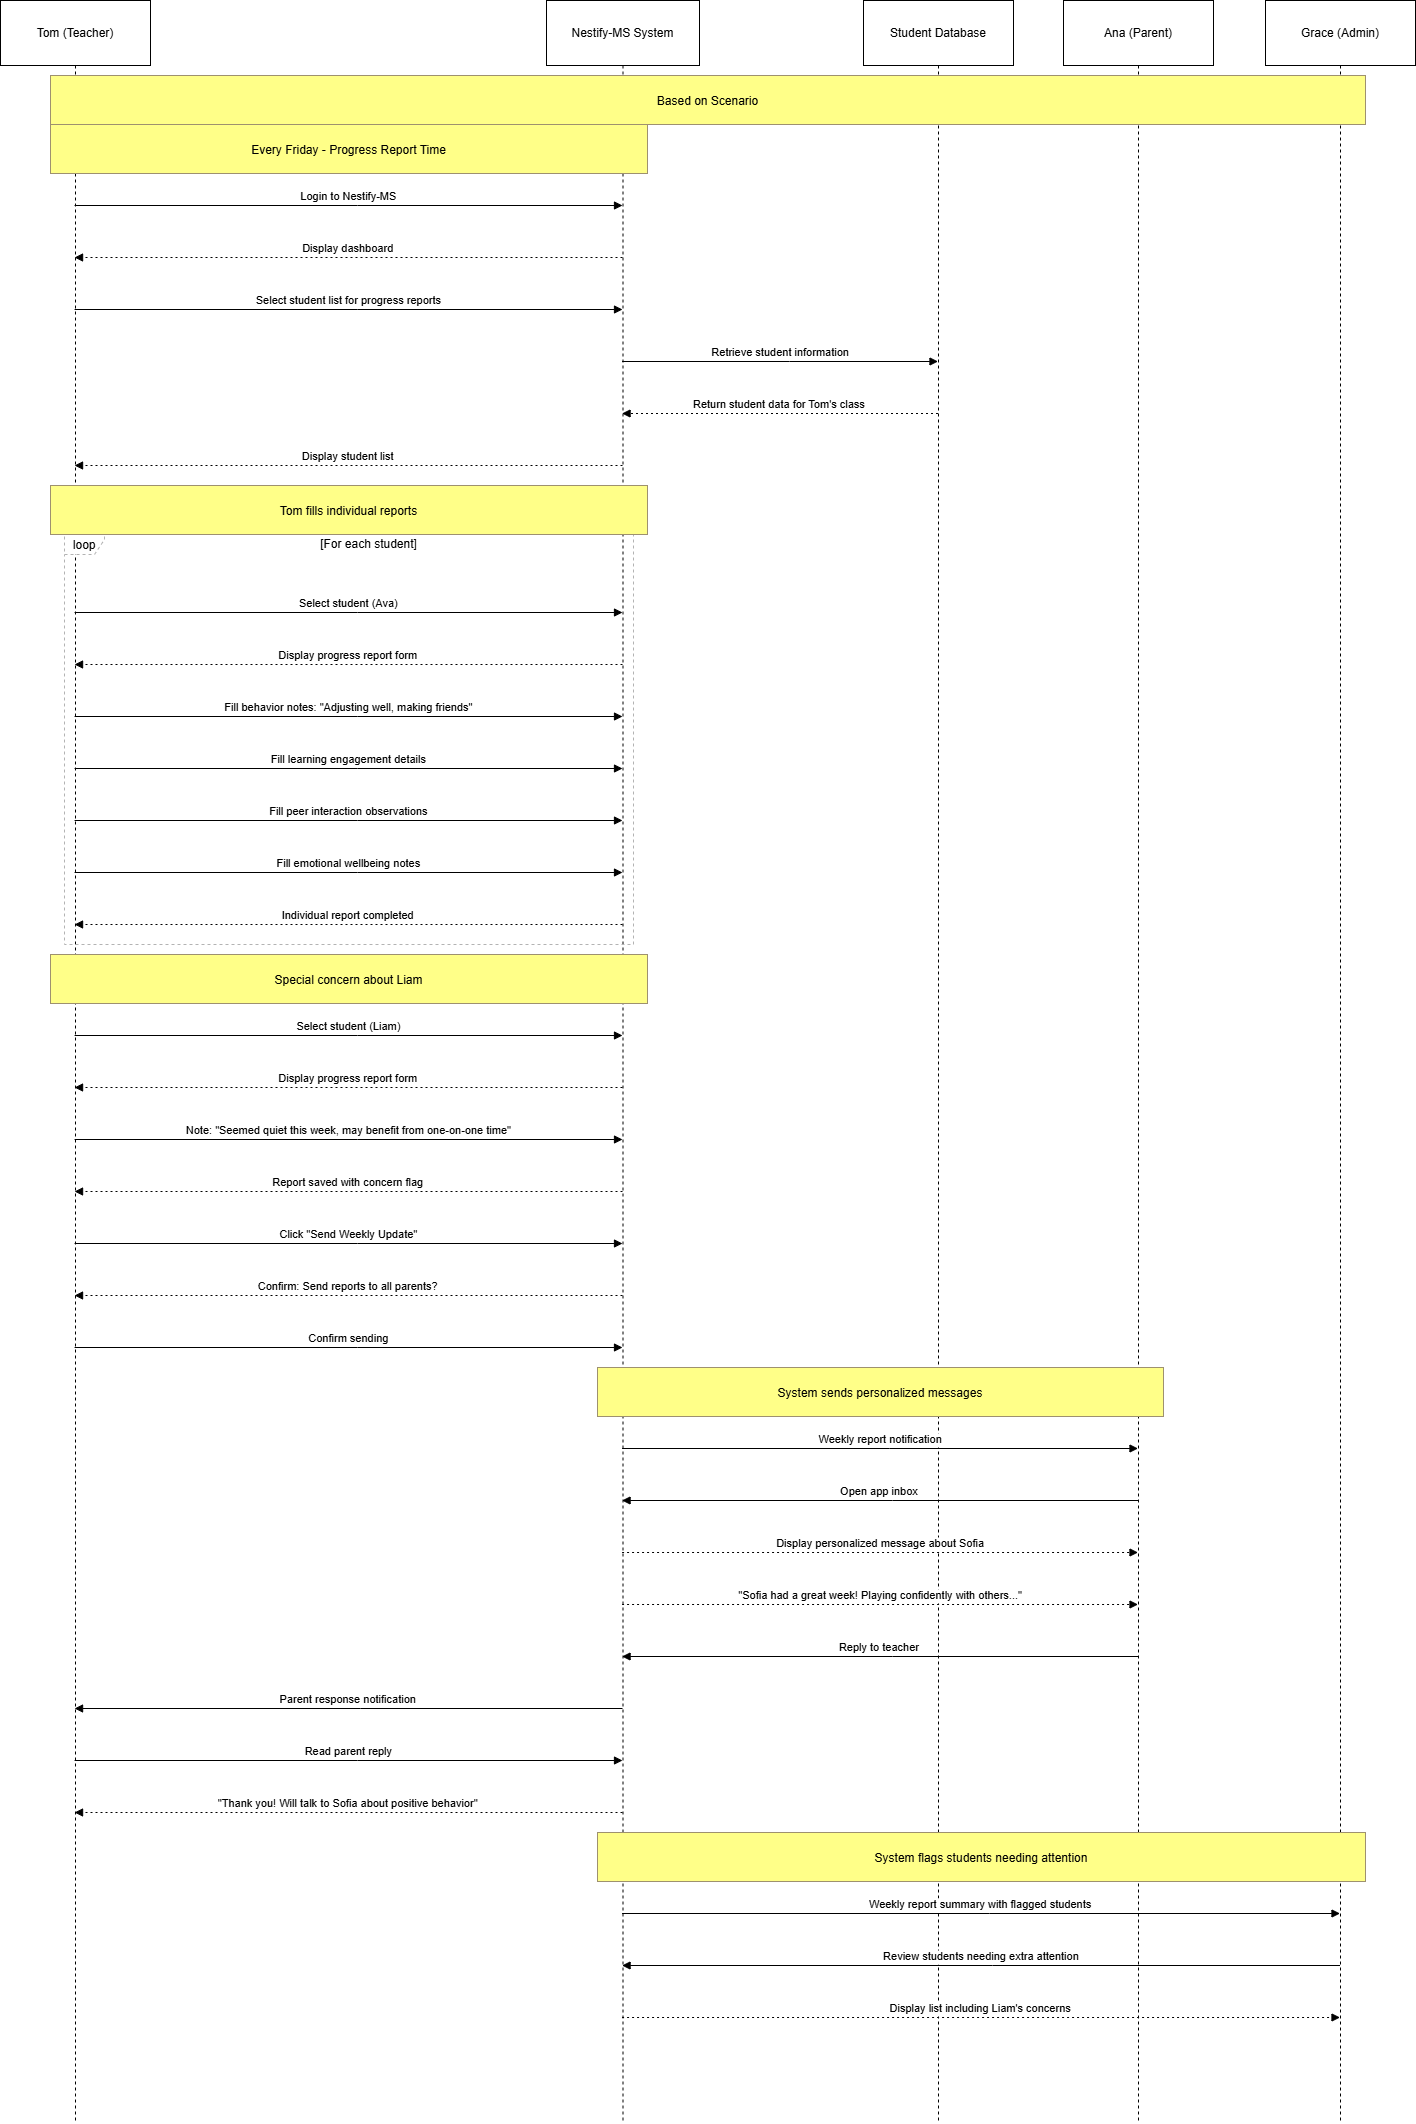 Tom (Teacher)
Nestify-MS System
Student Database
Ana (Parent)
Grace (Admin)
Based on Scenario
Every Friday - Progress Report Time
Login to Nestify-MS
Display dashboard
Select student list for progress reports
Retrieve student information
Return student data for Tom's class
Display student list
Tom fills individual reports
loop
[For each student]
Select student (Ava)
Display progress report form
Fill behavior notes: "Adjusting well, making friends"
Fill learning engagement details
Fill peer interaction observations
Fill emotional wellbeing notes
Individual report completed
Special concern about Liam
Select student (Liam)
Display progress report form
Note: "Seemed quiet this week, may benefit from one-on-one time"
Report saved with concern flag
Click "Send Weekly Update"
Confirm: Send reports to all parents?
Confirm sending
System sends personalized messages
Weekly report notification
Open app inbox
Display personalized message about Sofia
"Sofia had a great week! Playing confidently with others..."
Reply to teacher
Parent response notification
Read parent reply
"Thank you! Will talk to Sofia about positive behavior"
System flags students needing attention
Weekly report summary with flagged students
Review students needing extra attention
Display list including Liam's concerns